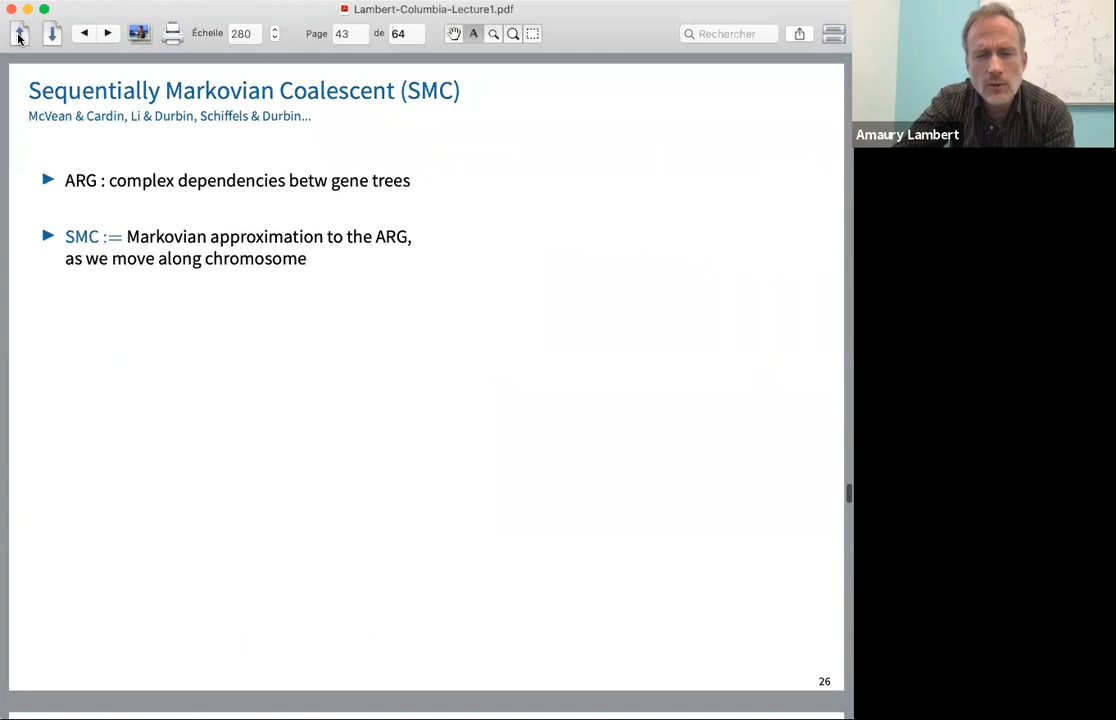 Lambert-Columbia-Lecture1.pdf
Échelle 280 Page 43 de 64 A Rechercher
Sequentially Markovian Coalescent (SMC)
McVean & Cardin, Li & Durbin, Schiffels & Durbin...
ARG : complex dependencies betw gene trees
SMC := Markovian approximation to the ARG,
as we move along chromosome
26
Amaury Lambert